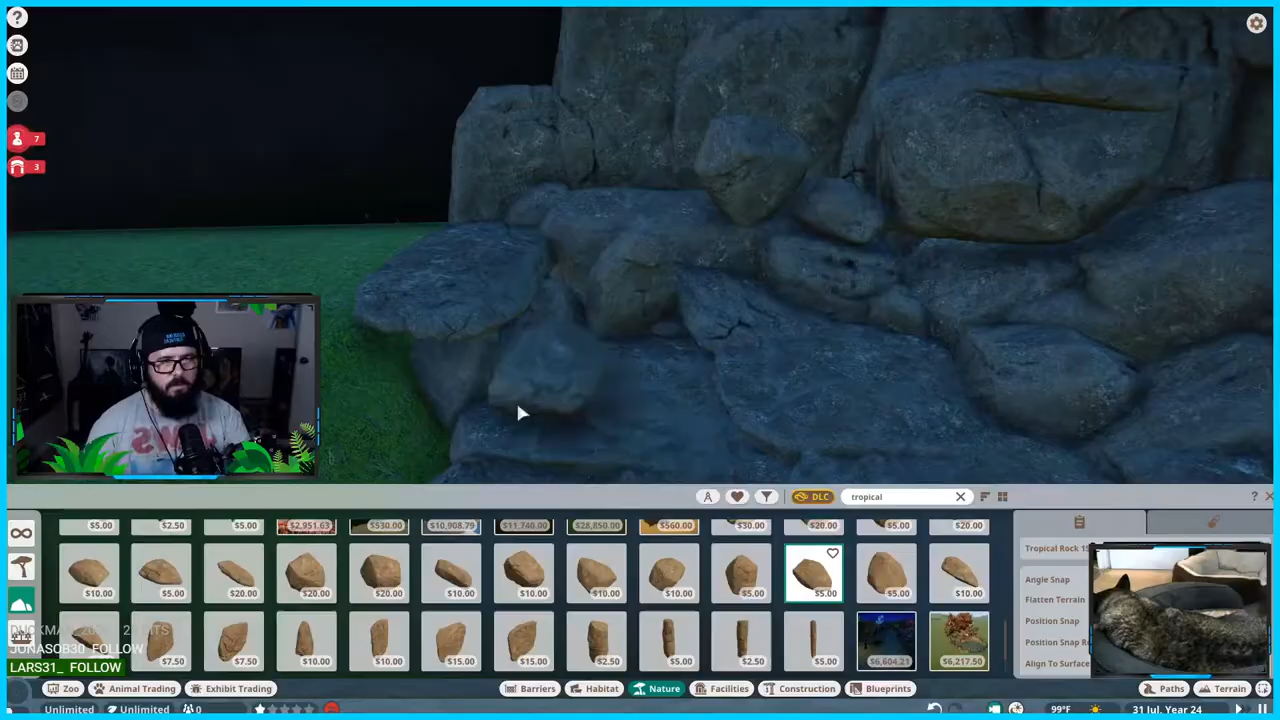 7
3
DLC
tropical
$5.00
$2.50
$5.00
$2,951.63
$530.00
$10,908.79
$11,740.00
$28,850.00
$560.00
$30.00
$20.00
$5.00
$20.00
Tropical Rock 1
$10.00
$5.00
$20.00
$20.00
$20.00
$10.00
$10.00
$10.00
$10.00
$5.00
$5.00
$5.00
$10.00
Angle Snap
Flatten Terrain
Position Snap
Position Snap Re
Align To Surface
JONASOB30_FOLLOW
LARS31_ FOLLOW
$7.50
$7.50
$10.00
$10.00
$15.00
$15.00
$2.50
$5.00
$2.50
$5.00
$6,604.21
$6,217.50
Zoo
Animal Trading
Exhibit Trading
Barriers
Habitat
Nature
Facilities
Construction
Blueprints
Paths
Terrain
Unlimited
Unlimited
0
99°F
31 Jul, Year 24